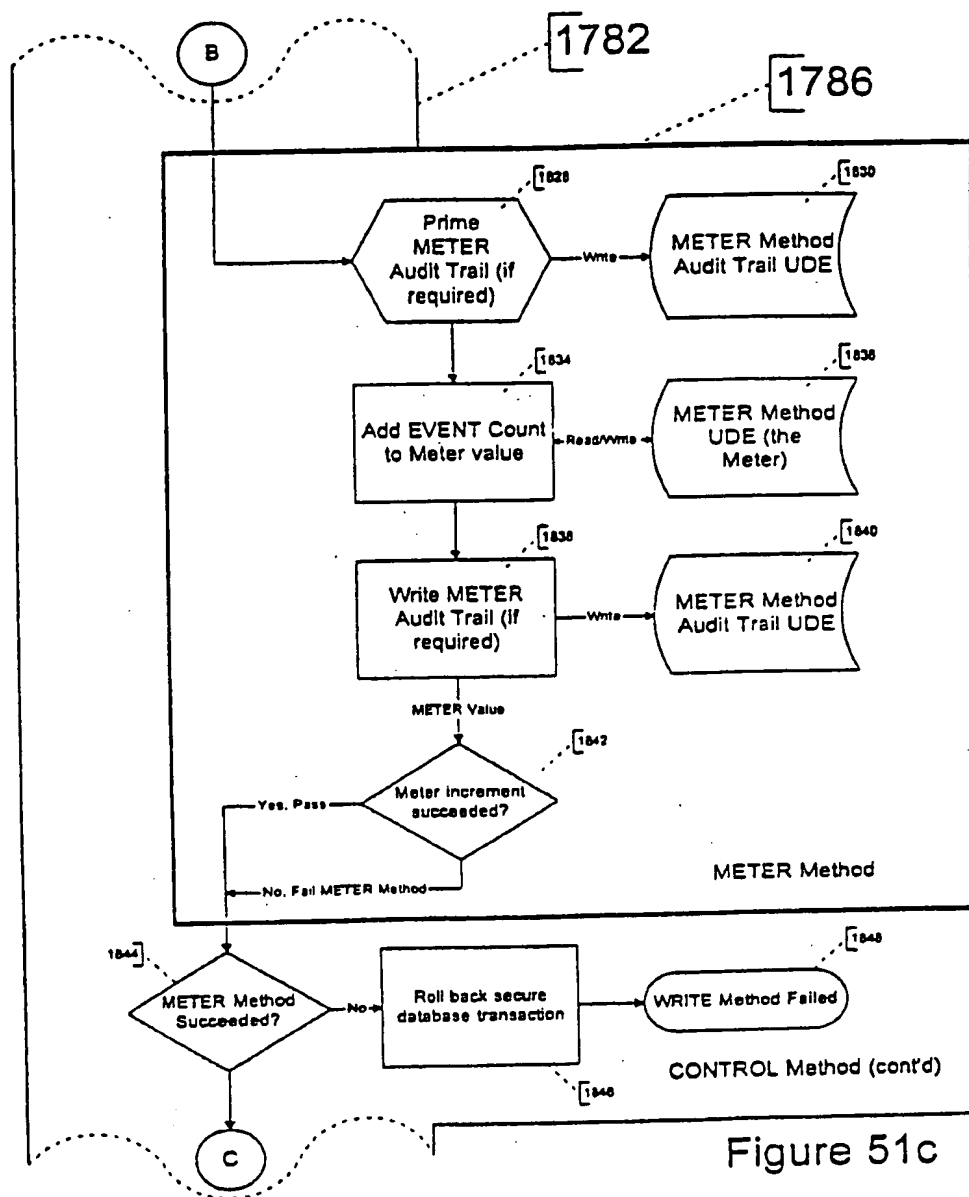 B
1782
1786
1828
Prime
METER
Audit Trail (if
required)
Write
1830
METER Method
Audit Trail UDE
1834
Add EVENT Count
to Meter value
Read/Write
1836
METER Method
UDE (the
Meter)
1838
Write METER
Audit Trail (if
required)
Write
1840
METER Method
Audit Trail UDE
METER Value
1842
Meter increment
succeeded?
Yes, Pass
No, Fail METER Method
METER Method
1844
METER Method
Succeeded?
No
Roll back secure
database transaction
1846
1848
WRITE Method Failed
CONTROL Method (cont'd)
C
Figure 51c